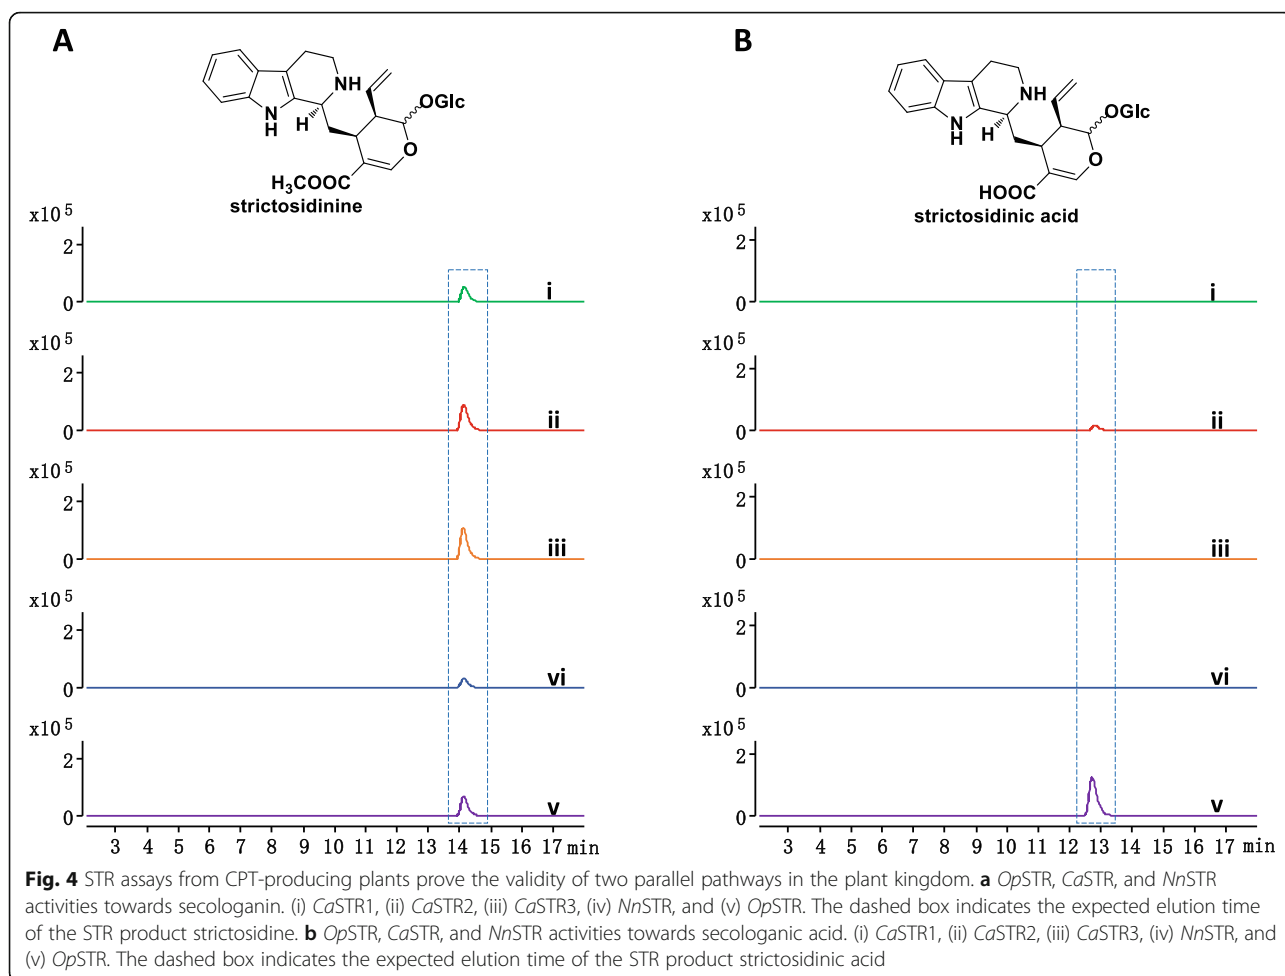 A
B
NH
N
H
H
OGlc
O
H₃COOC
strictosidinine
NH
N
H
H
OGlc
O
HOOC
strictosidinic acid
x10 5
2
0
i
x10 5
2
0
ii
x10 5
2
0
iii
x10 5
2
0
vi
x10 5
2
0
v
3 4 5 6 7 8 9 10 11 12 13 14 15 16 17 min
x10 5
2
0
i
x10 5
2
0
ii
x10 5
2
0
iii
x10 5
2
0
vi
x10 5
2
0
v
3 4 5 6 7 8 9 10 11 12 13 14 15 16 17 min
Fig. 4 STR assays from CPT-producing plants prove the validity of two parallel pathways in the plant kingdom. a OpSTR, CaSTR, and NnSTR
activities towards secologanin. (i) CaSTR1, (ii) CaSTR2, (iii) CaSTR3, (iv) NnSTR, and (v) OpSTR. The dashed box indicates the expected elution time
of the STR product strictosidine. b OpSTR, CaSTR, and NnSTR activities towards secologanic acid. (i) CaSTR1, (ii) CaSTR2, (iii) CaSTR3, (iv) NnSTR, and
(v) OpSTR. The dashed box indicates the expected elution time of the STR product strictosidinic acid